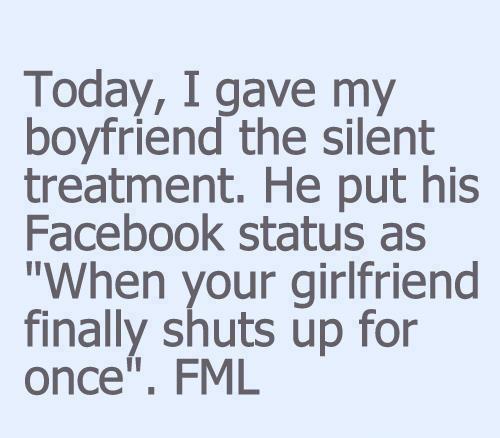 Today, I gave my
boyfriend the silent
treatment. He put his
Facebook status as
"When your girlfriend
finally shuts up for
once". FML